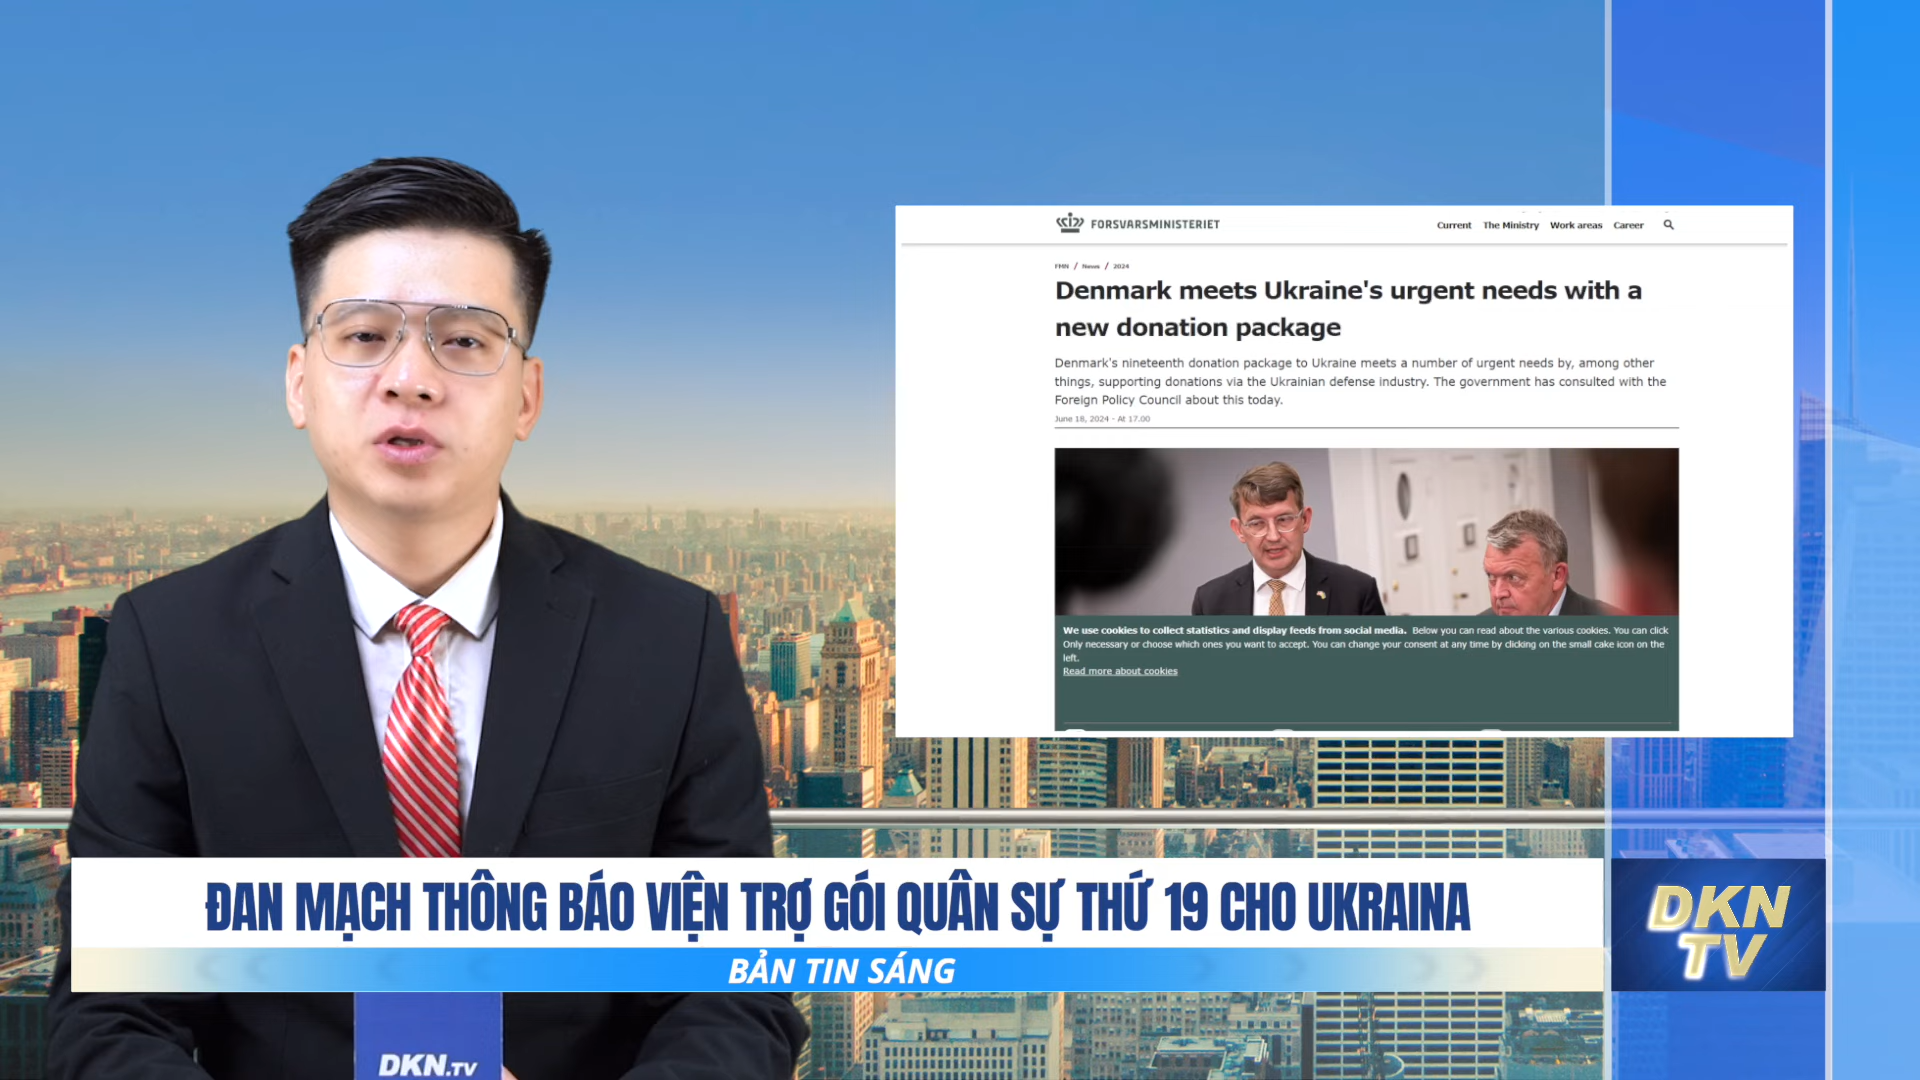 FORSVARSMINISTERIET
Current The Ministry Work areas Career
FMN / News / 2024
Denmark meets Ukraine's urgent needs with a
new donation package
Denmark's nineteenth donation package to Ukraine meets a number of urgent needs by, among other
things, supporting donations via the Ukrainian defense industry. The government has consulted with the
Foreign Policy Council about this today.
June 18, 2024 - At 17.00
We use cookies to collect statistics and display feeds from social media. Below you can read about the various cookies. You can click
Only necessary or choose which ones you want to accept. You can change your consent at any time by clicking on the small cake icon on the
left.
Read more about cookies
ĐAN MẠCH THÔNG BÁO VIỆN TRỢ GÓI QUÂN SỰ THỨ 19 CHO UKRAINA
BẢN TIN SÁNG
DKN
TV
DKN.TV